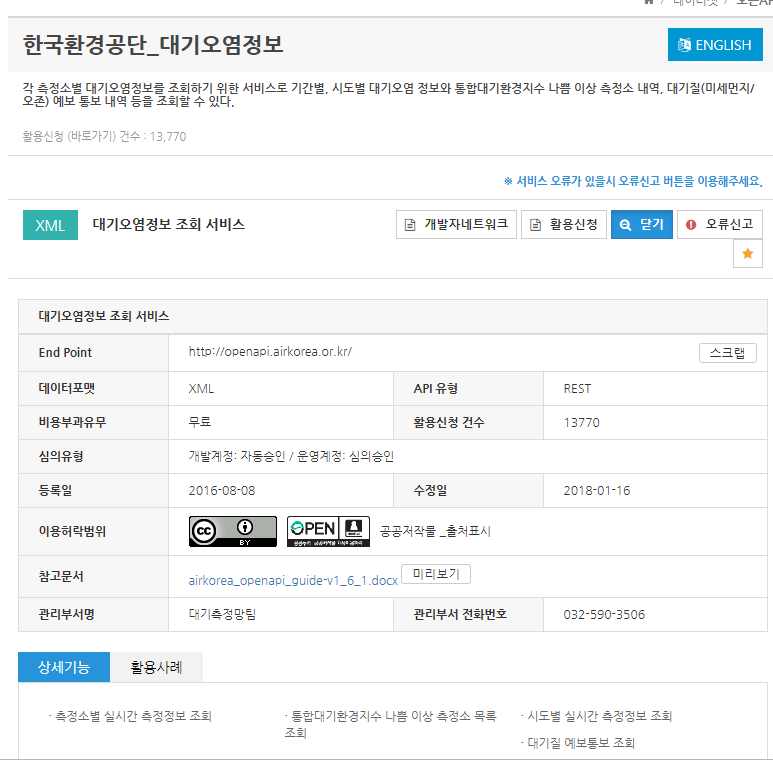 데이터셋 / 오픈AP
한국환경공단_대기오염정보
ENGLISH
각 측정소별 대기오염정보를 조회하기 위한 서비스로 기간별, 시도별 대기오염 정보와 통합대기환경지수 나쁨 이상 측정소 내역, 대기질(미세먼지/
오존) 예보 통보 내역 등을 조회할 수 있다.
활용신청 (바로가기) 건수 : 13,770
※ 서비스 오류가 있을시 오류신고 버튼을 이용해주세요.
XML 대기오염정보 조회 서비스 개발자네트워크 활용신청 닫기 오류신고
대기오염정보 조회 서비스
End Point http://openapi.airkorea.or.kr/ 스크랩
데이터포맷 XML API 유형 REST
비용부과유무 무료 활용신청 건수 13770
심의유형 개발계정: 자동승인 / 운영계정: 심의승인
등록일 2016-08-08 수정일 2018-01-16
이용허락범위 cc BY OPEN 공공저작물 _출처표시
참고문서 airkorea_openapi_guide-v1_6_1.docx 미리보기
관리부서명 대기측정망팀 관리부서 전화번호 032-590-3506
상세기능 활용사례
· 측정소별 실시간 측정정보 조회
· 통합대기환경지수 나쁨 이상 측정소 목록
조회
· 시도별 실시간 측정정보 조회
· 대기질 예보통보 조회